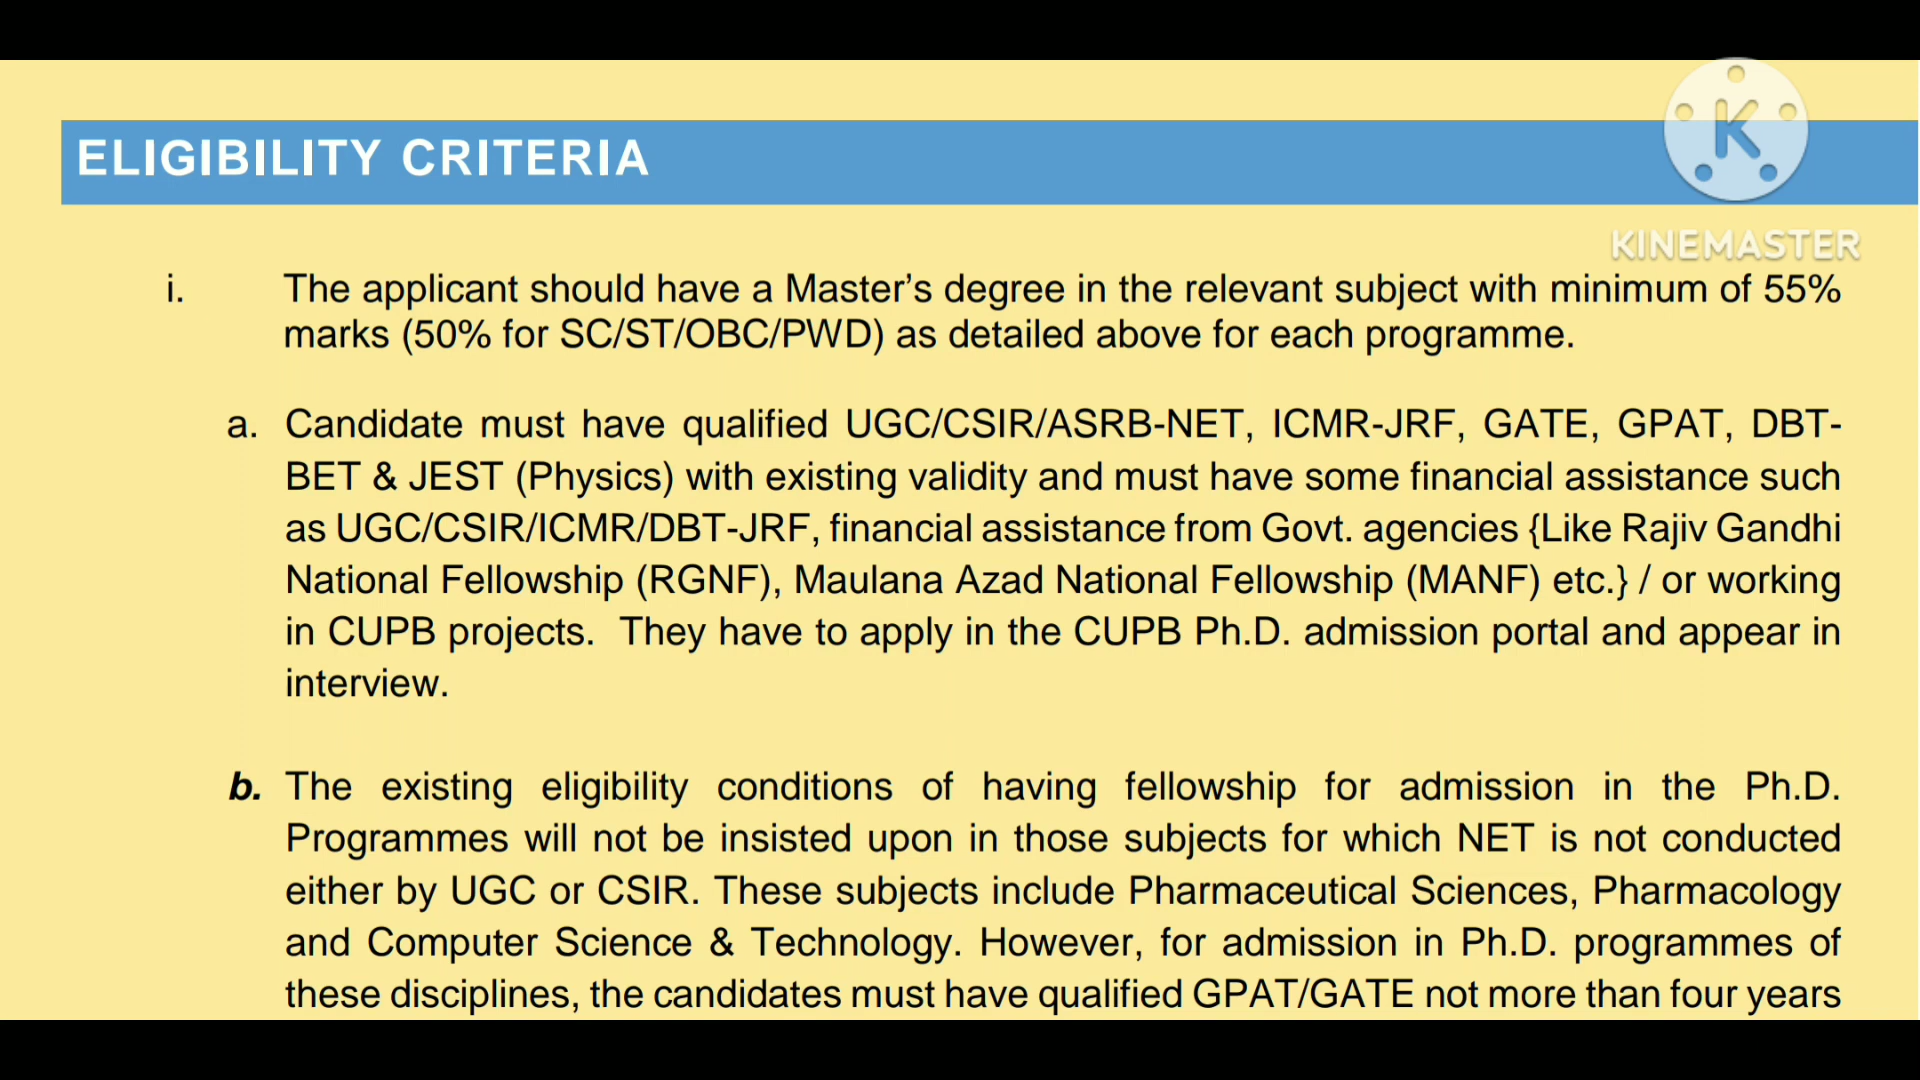 ELIGIBILITY CRITERIA
K
KINEMASTER
i. The applicant should have a Master’s degree in the relevant subject with minimum of 55%
marks (50% for SC/ST/OBC/PWD) as detailed above for each programme.
a. Candidate must have qualified UGC/CSIR/ASRB-NET, ICMR-JRF, GATE, GPAT, DBT-
BET & JEST (Physics) with existing validity and must have some financial assistance such
as UGC/CSIR/ICMR/DBT-JRF, financial assistance from Govt. agencies {Like Rajiv Gandhi
National Fellowship (RGNF), Maulana Azad National Fellowship (MANF) etc.} / or working
in CUPB projects.  They have to apply in the CUPB Ph.D. admission portal and appear in
interview.
b. The existing eligibility conditions of having fellowship for admission in the Ph.D.
Programmes will not be insisted upon in those subjects for which NET is not conducted
either by UGC or CSIR. These subjects include Pharmaceutical Sciences, Pharmacology
and Computer Science & Technology. However, for admission in Ph.D. programmes of
these disciplines, the candidates must have qualified GPAT/GATE not more than four years